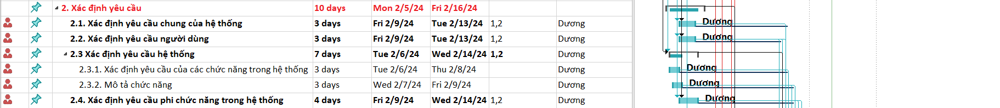 2. Xác định yêu cầu 10 days Mon 2/5/24 Fri 2/16/24
2.1. Xác định yêu cầu chung của hệ thống 3 days Fri 2/9/24 Tue 2/13/24 1,2 Dương Dương
2.2. Xác định yêu cầu người dùng 3 days Fri 2/9/24 Tue 2/13/24 1,2 Dương Dương
2.3 Xác định yêu cầu hệ thống 7 days Tue 2/6/24 Wed 2/14/24 1,2
2.3.1. Xác định yêu cầu của các chức năng trong hệ thống 3 days Tue 2/6/24 Thu 2/8/24 Dương Dương
2.3.2. Mô tả chức năng 3 days Wed 2/7/24 Fri 2/9/24 Dương Dương
2.4. Xác định yêu cầu phi chức năng trong hệ thống 4 days Fri 2/9/24 Wed 2/14/24 1,2 Dương Dương